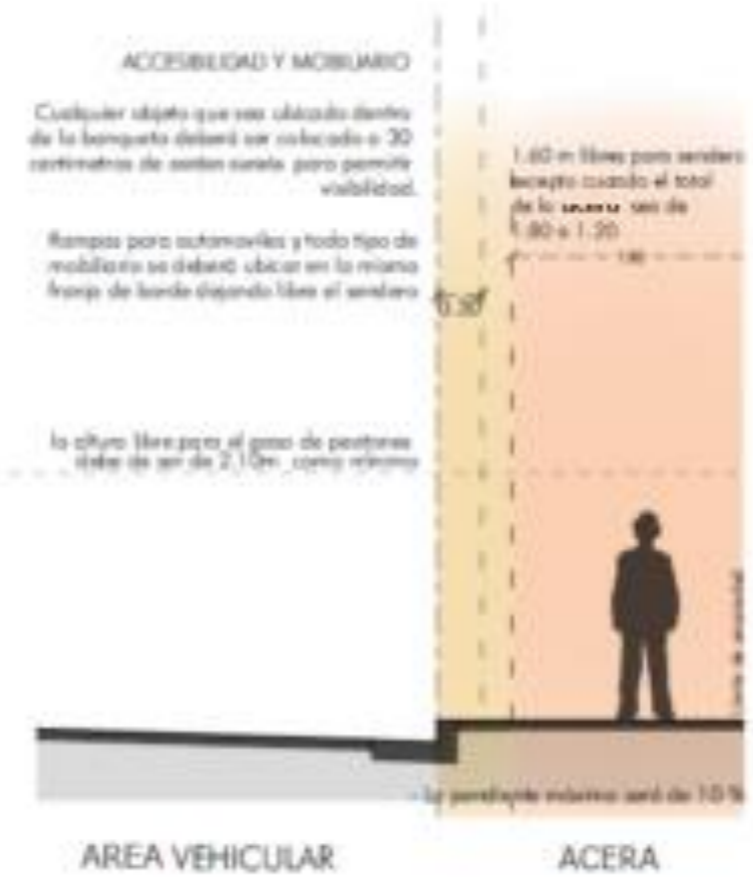 ACCESIBILIDAD Y MOBILIARIO
Cualquier objeto que sea ubicado dentro
de la banqueta deberá ser colocado a 30
centímetros de para permitir
visibilidad.
Rampas para automoviles y todo tipo de
mobiliario se deberá ubicar en la misma
franja de borde dejando libre el sendero
la altura libre para el paso de peatones
debe de ser de 2.10m como mínimo
1.60 m libres para sendero
excepto cuando el total
de la sea de
1.80 a 1.20
La pendiente máxima será de 10 %
AREA VEHICULAR
ACERA